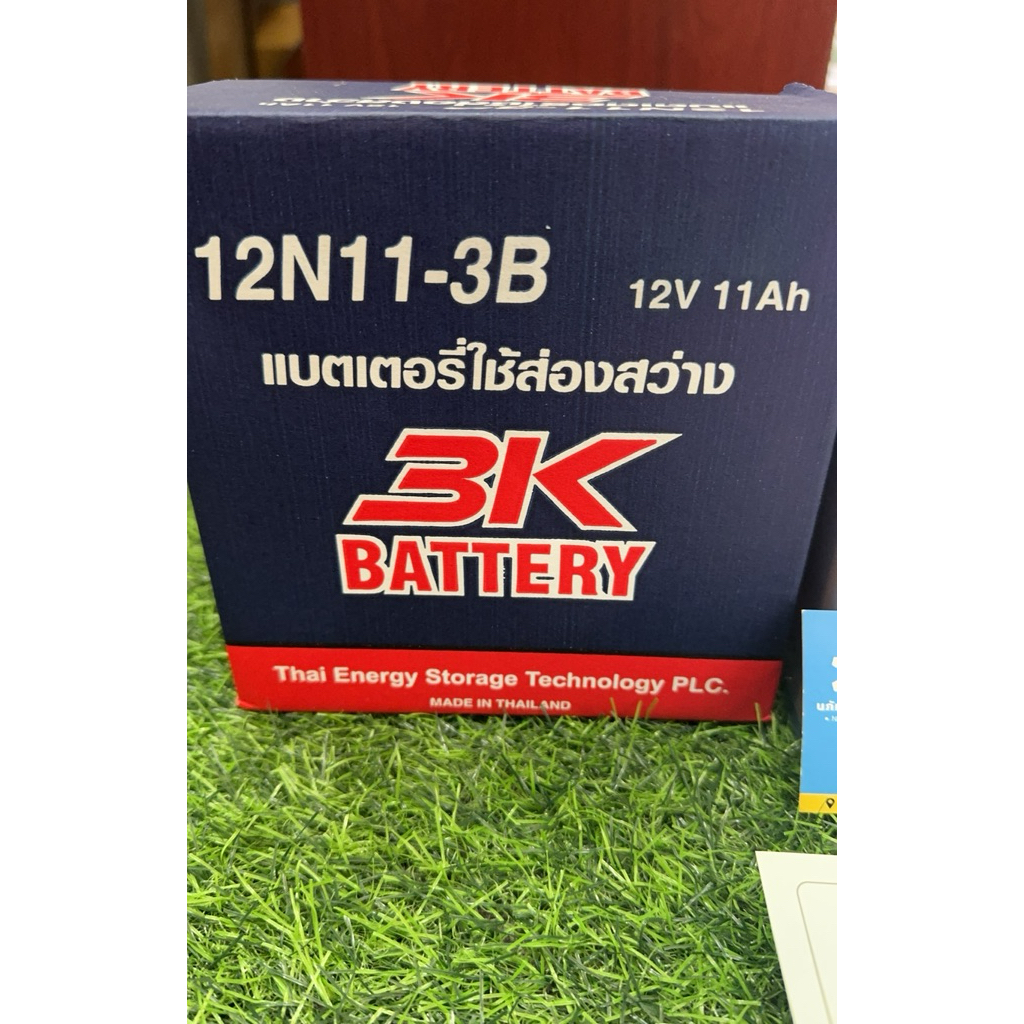 12N11-3B 12V 11Ah
แบตเตอรี่ใช้ส่องสว่าง
3K
BATTERY
Thai Energy Storage Technology PLC.
MADE IN THAILAND